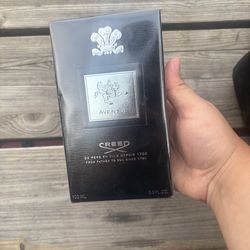 AVENTUS
CREED
DE PÈRE EN FILS DEPUIS 1760
FROM FATHER TO SON SINCE 1760
100 ML
3.3 FL.OZ.